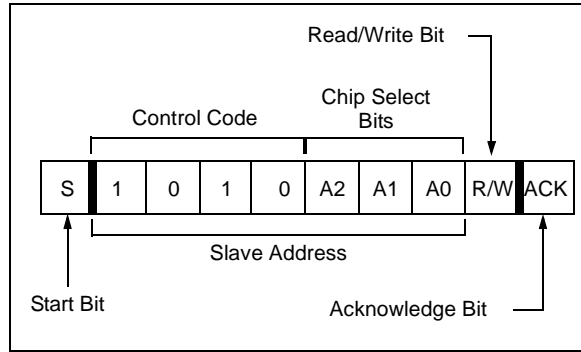 Read/Write Bit
Chip Select
Bits
Control Code
S 1 0 1 0 A2 A1 A0 R/W ACK
Slave Address
Start Bit
Acknowledge Bit